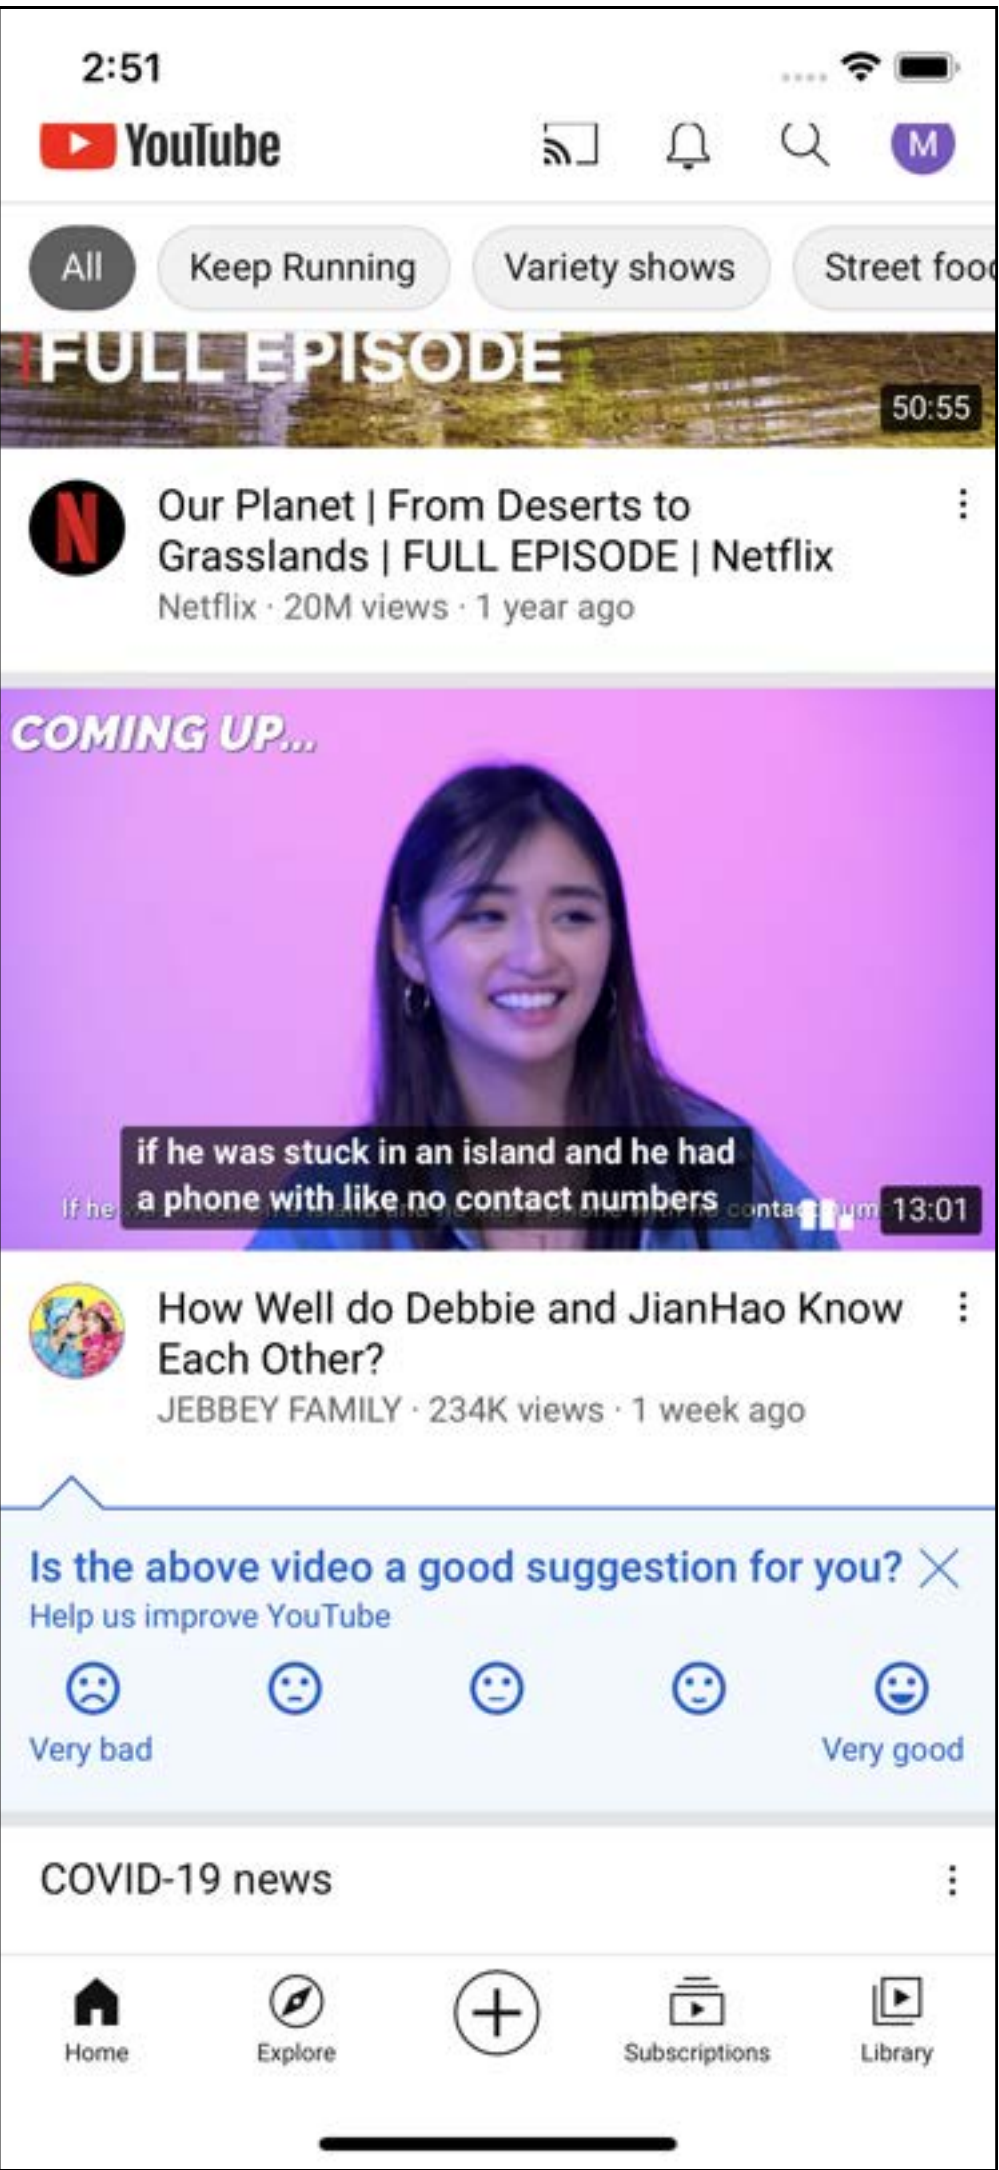 2:51
YouTube
M
All
Keep Running
Variety shows
Street food
FULL EPISODE
50:55
N
Our Planet | From Deserts to
Grasslands | FULL EPISODE | Netflix
Netflix · 20M views · 1 year ago
COMING UP...
if he was stuck in an island and he had
a phone with like no contact numbers
If he
13:01
How Well do Debbie and JianHao Know
Each Other?
JEBBEY FAMILY · 234K views · 1 week ago
Is the above video a good suggestion for you?
Help us improve YouTube
Very bad
Very good
COVID-19 news
Home
Explore
Subscriptions
Library